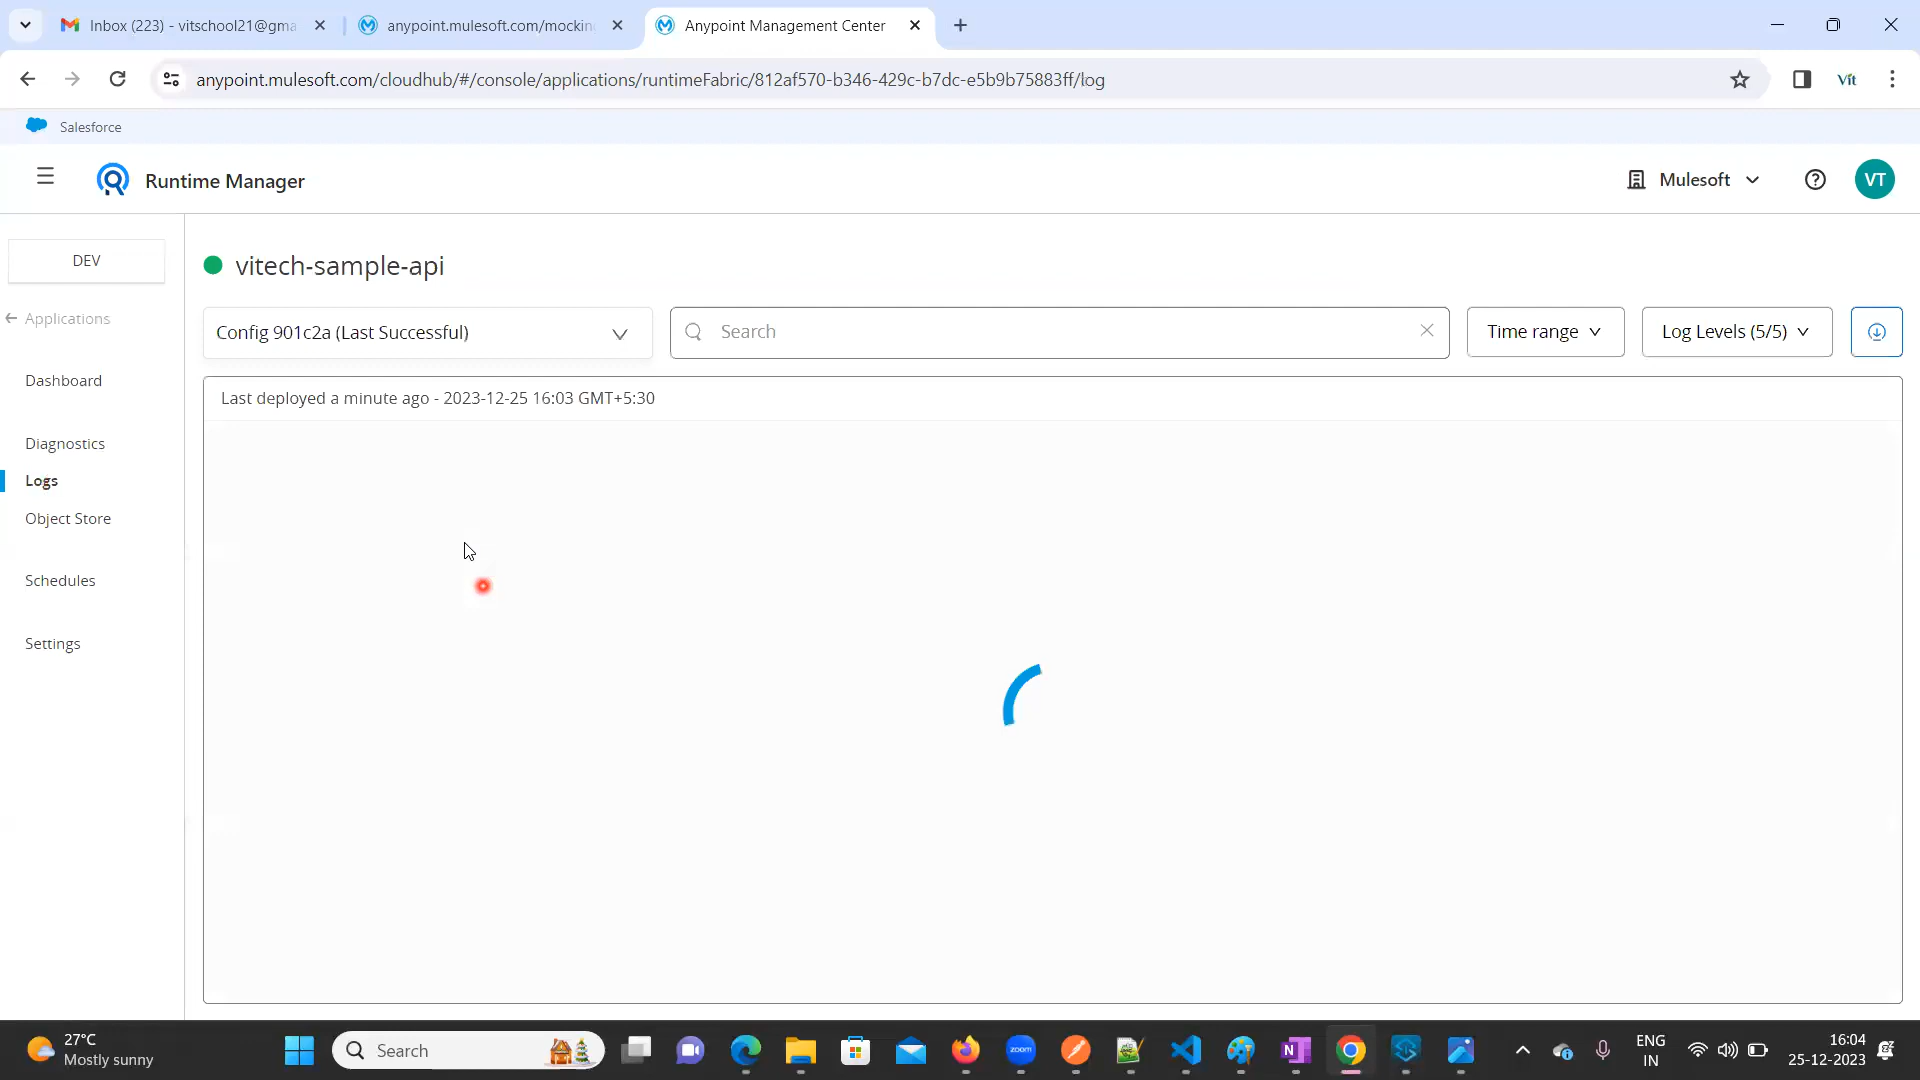 Inbox (223) - vitschool21@gma
anypoint.mulesoft.com/mockin
Anypoint Management Center
anypoint.mulesoft.com/cloudhub/#/console/applications/runtimeFabric/812af570-b346-429c-b7dc-e5b9b75883ff/log
Vit
Salesforce
Runtime Manager
Mulesoft
VT
DEV
vitech-sample-api
Applications
Config 901c2a (Last Successful)
Search
Time range
Log Levels (5/5)
Dashboard
Last deployed a minute ago - 2023-12-25 16:03 GMT+5:30
Diagnostics
Logs
Object Store
Schedules
Settings
27°C
Mostly sunny
Search
zoom
N
ENG
IN
16:04
25-12-2023